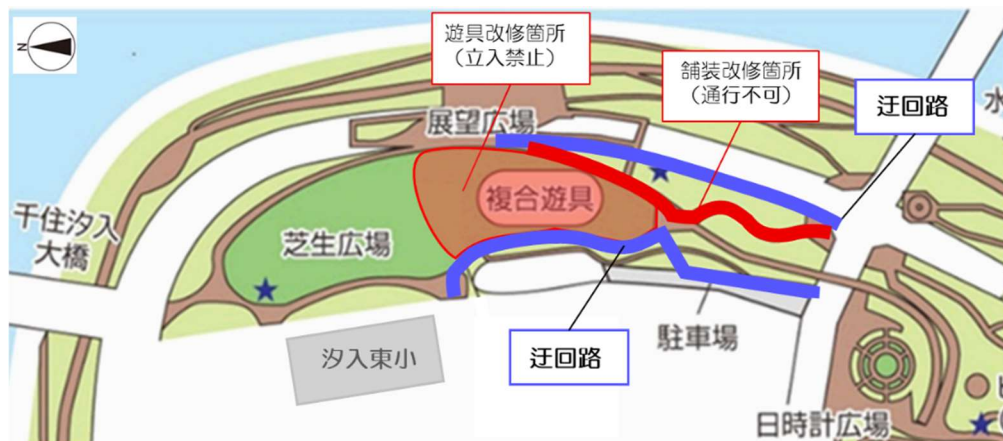 N
遊具改修箇所
（立入禁止）
舗装改修箇所
（通行不可）
迂回路
水
展望広場
複合遊具
千住汐入
大橋
芝生広場
迂回路
駐車場
汐入東小
日時計広場